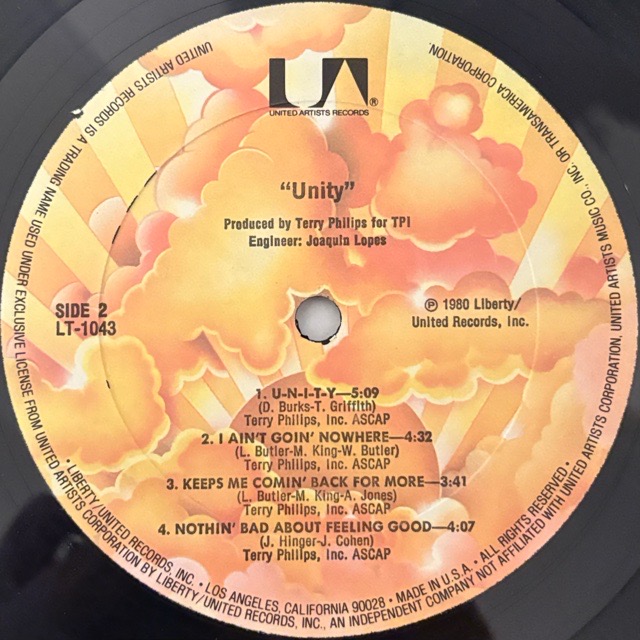 UA®
UNITED ARTISTS RECORDS
"Unity"
Produced by Terry Philips for TPI
Engineer: Joaquin Lopes
SIDE 2
LT-1043
℗ 1980 Liberty/
United Records, Inc.
1. U-N-I-T-Y—5:09
(D. Burks-T. Griffith)
Terry Philips, Inc. ASCAP
2. I AIN'T GOIN' NOWHERE—4:32
(L. Butler-M. King-W. Butler)
Terry Philips, Inc. ASCAP
3. KEEPS ME COMIN' BACK FOR MORE—3:41
(L. Butler-M. King-A. Jones)
Terry Philips, Inc. ASCAP
4. NOTHIN' BAD ABOUT FEELING GOOD—4:07
(J. Hinger-J. Cohen)
Terry Philips, Inc. ASCAP
• LIBERTY/UNITED RECORDS, INC. • LOS ANGELES, CALIFORNIA 90028 • MADE IN U.S.A. • ALL RIGHTS RESERVED •
UNITED ARTISTS RECORDS IS A TRADING NAME USED UNDER EXCLUSIVE LICENSE FROM UNITED ARTISTS CORPORATION BY LIBERTY/UNITED RECORDS, INC., AN INDEPENDENT COMPANY NOT AFFILIATED WITH UNITED ARTISTS CORPORATION, UNITED ARTISTS MUSIC CO., INC. OR TRANSAMERICA CORPORATION.